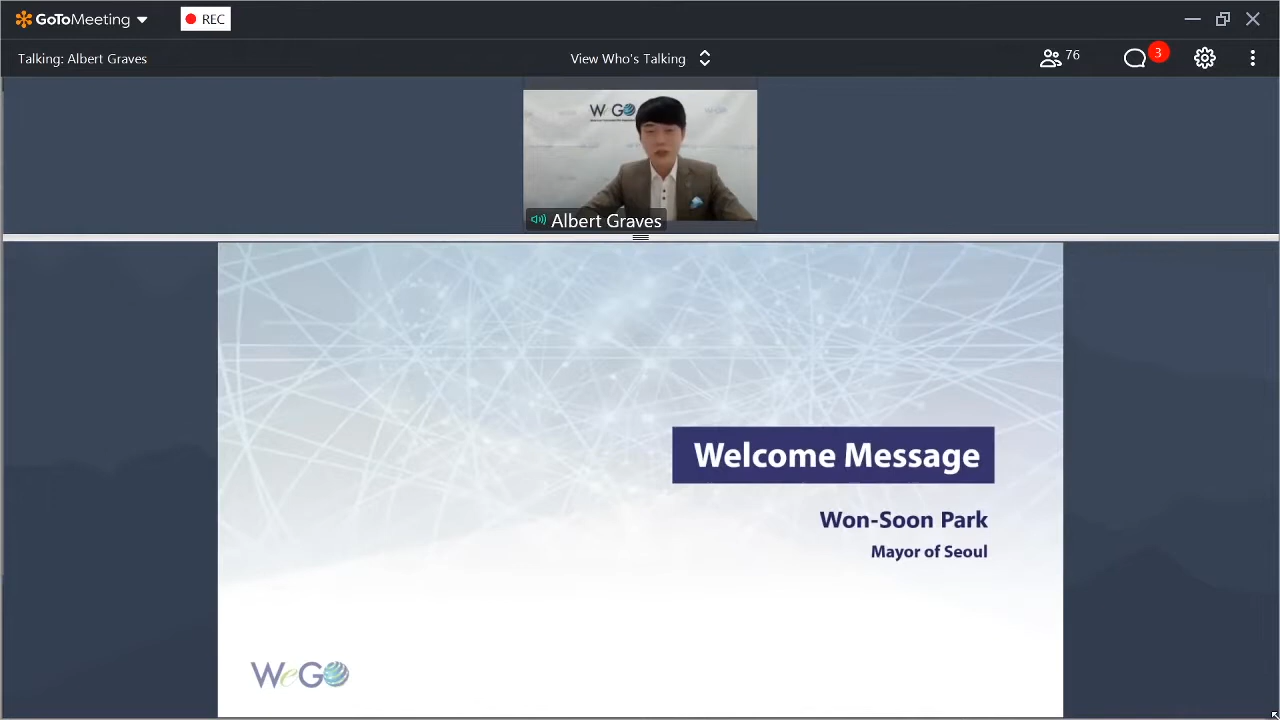 GoToMeeting
REC
Talking: Albert Graves
View Who's Talking
76
3
WeGO
Albert Graves
Welcome Message
Won-Soon Park
Mayor of Seoul
WeGO